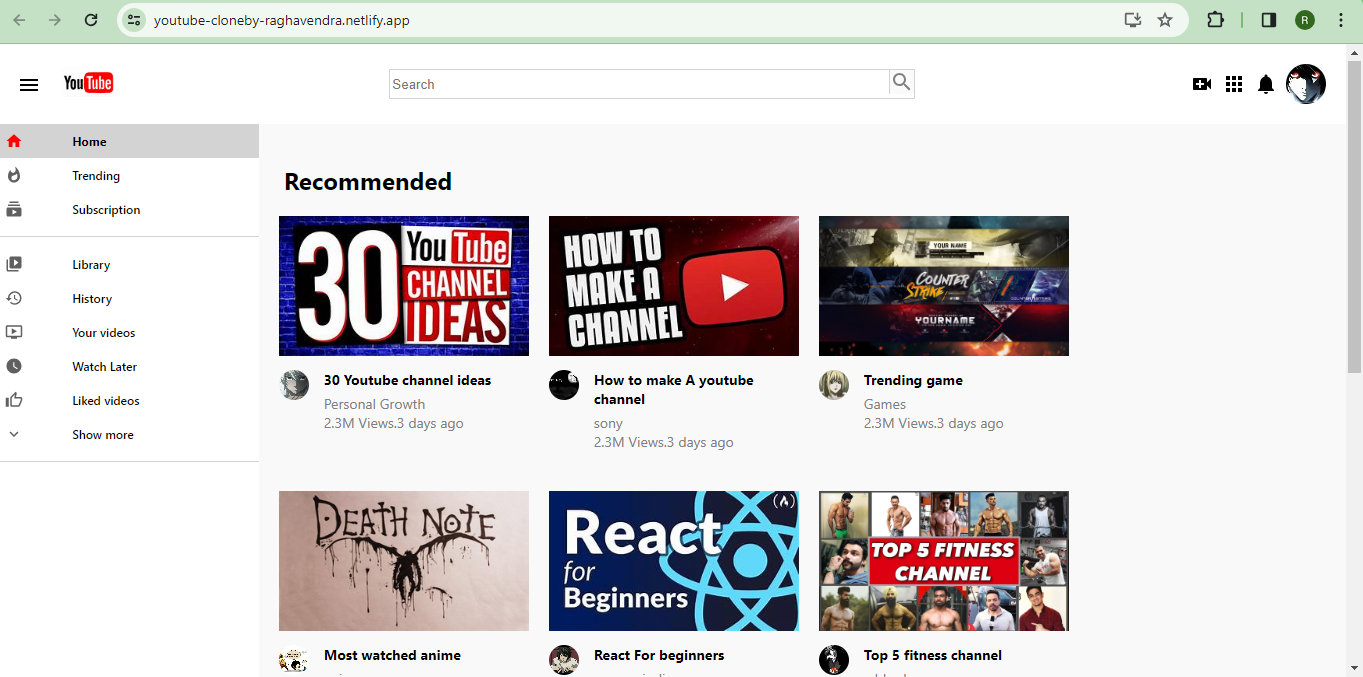 youtube-cloneby-raghavendra.netlify.app
R
YouTube
Search
Home
Trending
Subscription
Library
History
Your videos
Watch Later
Liked videos
Show more
Recommended
30
YouTube
CHANNEL
IDEAS
30 Youtube channel ideas
Personal Growth
2.3M Views.3 days ago
HOW TO
MAKE A
CHANNEL
How to make A youtube
channel
sony
2.3M Views.3 days ago
YOUR NAME
COUNTER
STRIKE
YOURNAME
Trending game
Games
2.3M Views.3 days ago
DEATH NOTE
Most watched anime
React
for
Beginners
React For beginners
TOP 5 FITNESS
CHANNEL
Top 5 fitness channel